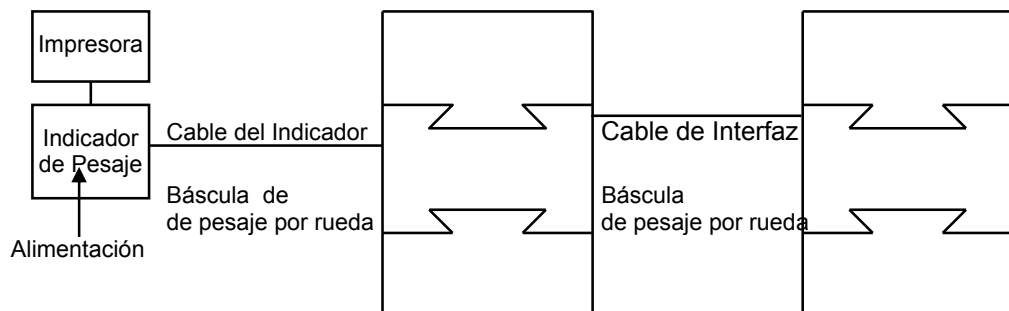 Impresora
Indicador
de Pesaje
Cable del Indicador
Cable de Interfaz
Báscula de
de pesaje por rueda
Báscula
de pesaje por rueda
Alimentación